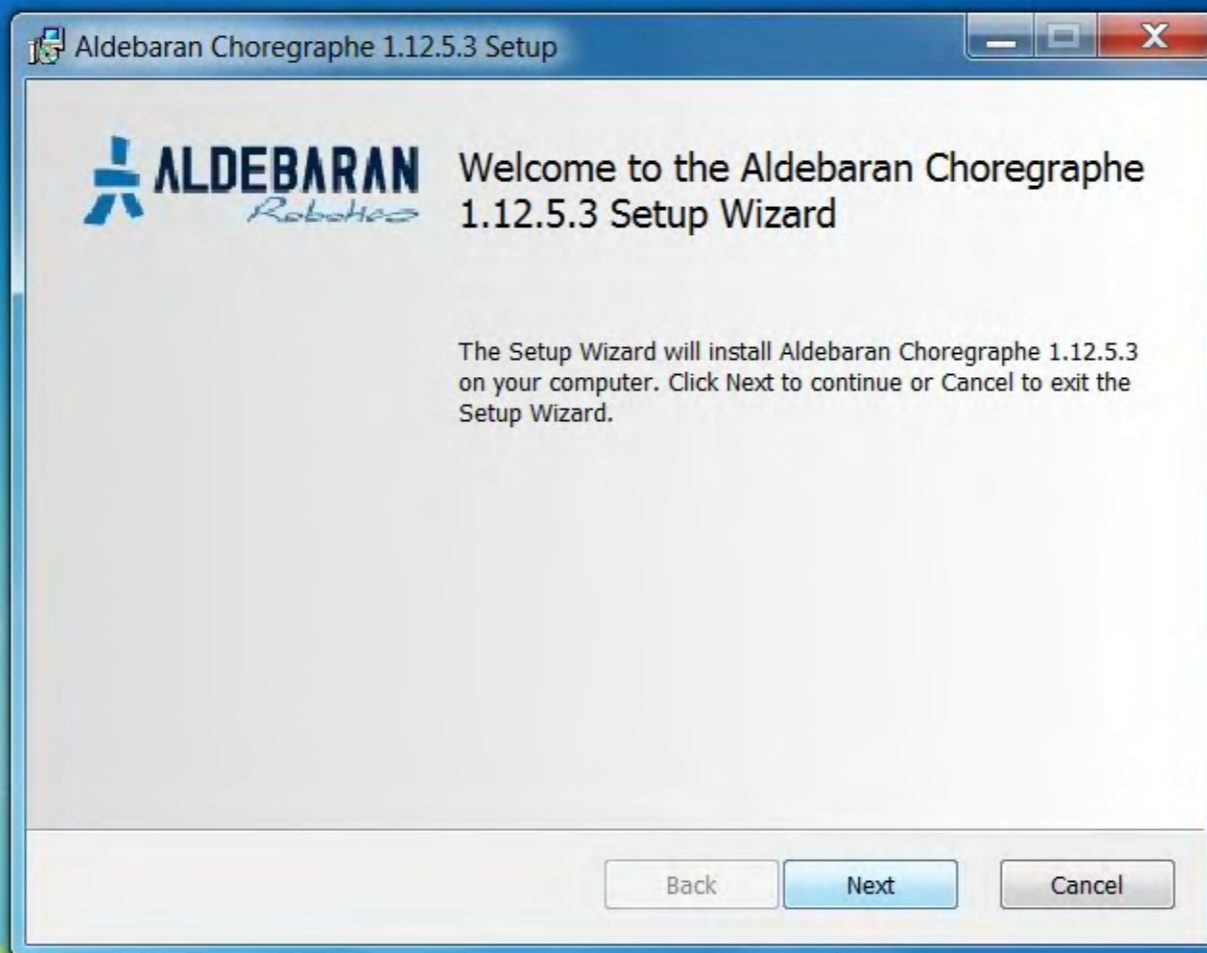 Aldebaran Choregraphe 1.12.5.3 Setup
ALDEBARAN
Robotics
Welcome to the Aldebaran Choregraphe
1.12.5.3 Setup Wizard
The Setup Wizard will install Aldebaran Choregraphe 1.12.5.3
on your computer. Click Next to continue or Cancel to exit the
Setup Wizard.
Back
Next
Cancel